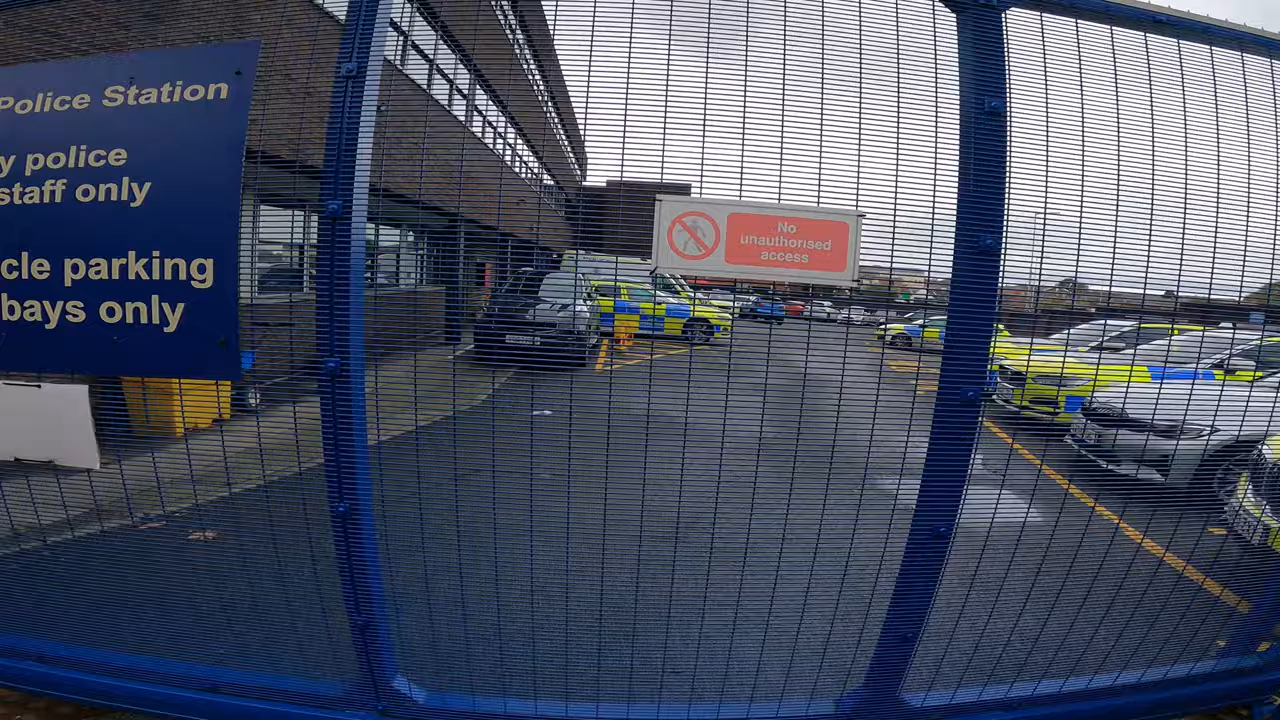 Police Station
y police
staff only
cle parking
bays only
No
unauthorised
access